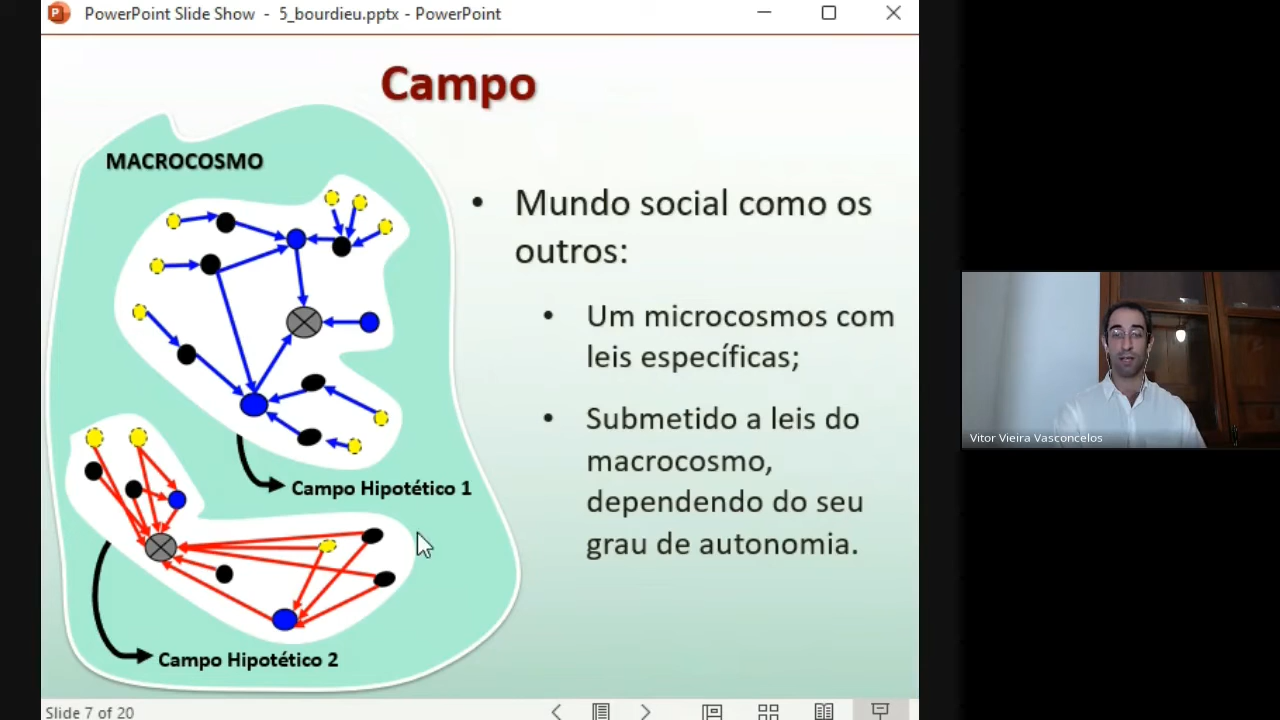 PowerPoint Slide Show - 5_bourdieu.pptx - PowerPoint
Campo
MACROCOSMO
Campo Hipotético 1
Campo Hipotético 2
• Mundo social como os
outros:
• Um microcosmos com
leis específicas;
• Submetido a leis do
macrocosmo,
dependendo do seu
grau de autonomia.
Vitor Vieira Vasconcelos
Slide 7 of 20